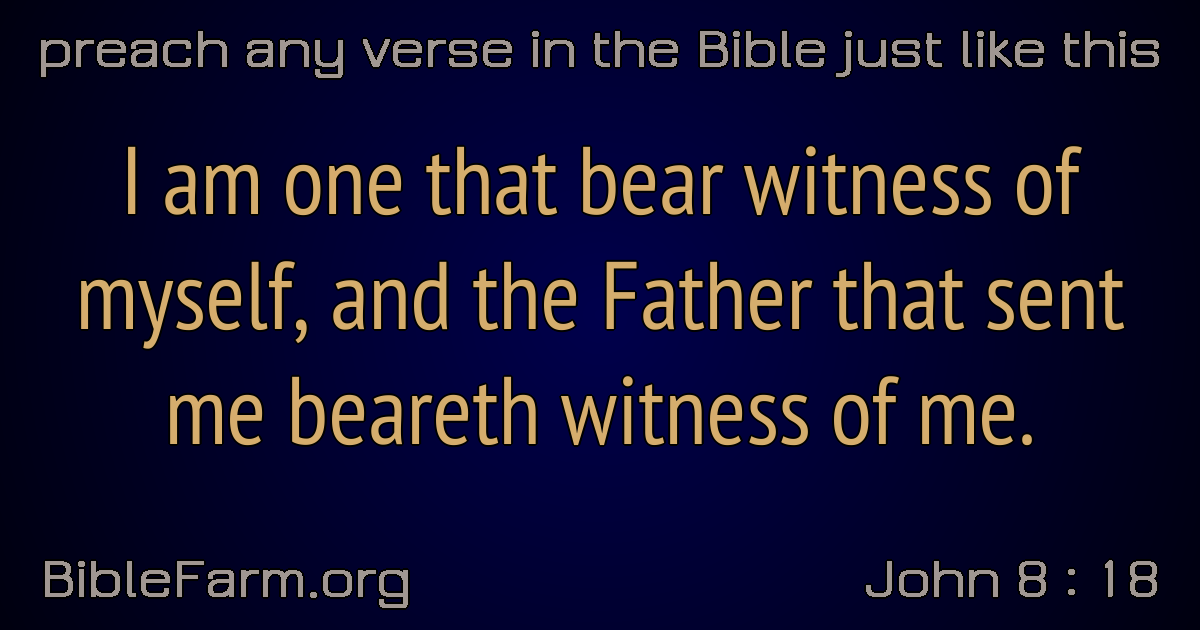 preach any verse in the Bible just like this
I am one that bear witness of
myself, and the Father that sent
me beareth witness of me.
BibleFarm.org
John 8 : 18